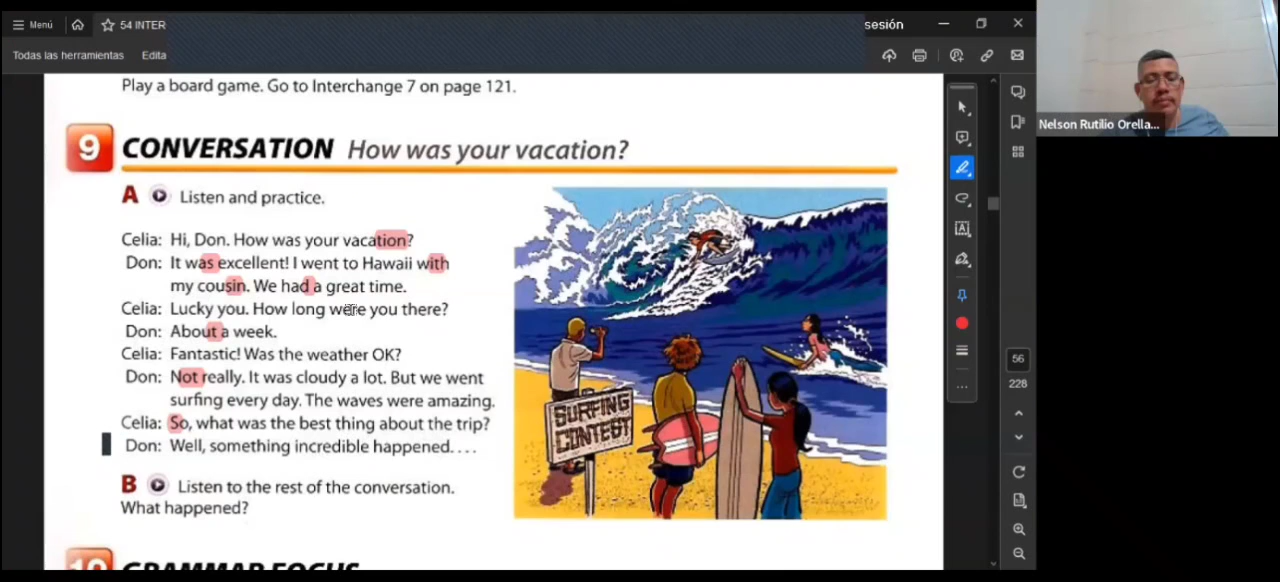 Menú
54 INTER
sesión
Todas las herramientas
Edita
Play a board game. Go to Interchange 7 on page 121.
9 CONVERSATION How was your vacation?
A Listen and practice.
Celia: Hi, Don. How was your vacation?
Don: It was excellent! I went to Hawaii with
my cousin. We had a great time.
Celia: Lucky you. How long were you there?
Don: About a week.
Celia: Fantastic! Was the weather OK?
Don: Not really. It was cloudy a lot. But we went
surfing every day. The waves were amazing.
Celia: So, what was the best thing about the trip?
Don: Well, something incredible happened. . . .
B Listen to the rest of the conversation.
What happened?
SURFING
CONTEST
10 GRAMMAR FOCUS
56
228
Nelson Rutilio Orella...